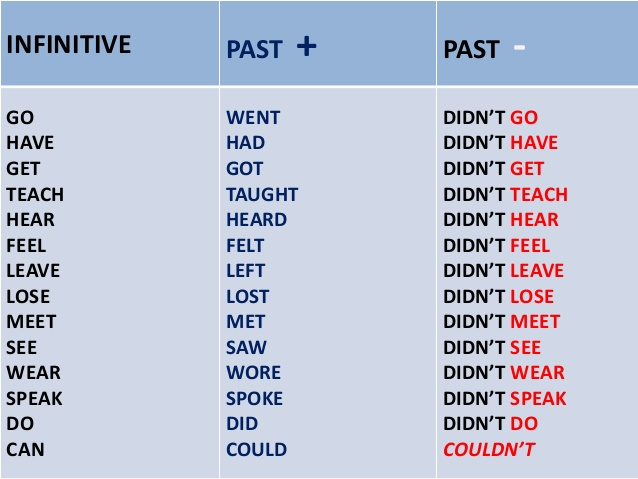 INFINITIVE PAST + PAST -
GO WENT DIDN’T GO
HAVE HAD DIDN’T HAVE
GET GOT DIDN’T GET
TEACH TAUGHT DIDN’T TEACH
HEAR HEARD DIDN’T HEAR
FEEL FELT DIDN’T FEEL
LEAVE LEFT DIDN’T LEAVE
LOSE LOST DIDN’T LOSE
MEET MET DIDN’T MEET
SEE SAW DIDN’T SEE
WEAR WORE DIDN’T WEAR
SPEAK SPOKE DIDN’T SPEAK
DO DID DIDN’T DO
CAN COULD COULDN’T